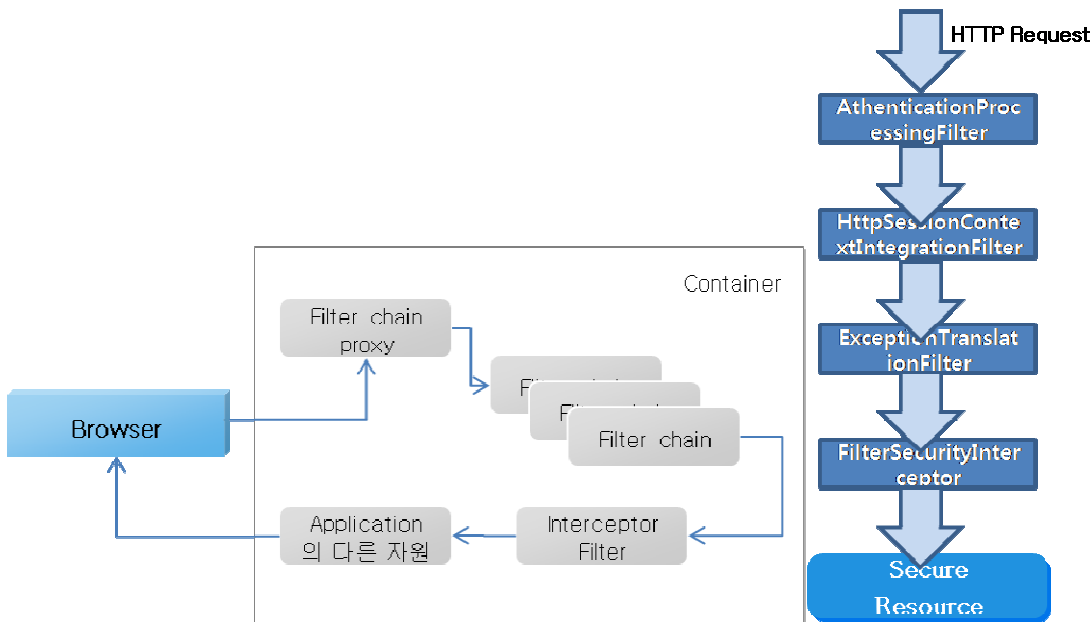 HTTP Request
AthenticationProc
essingFilter
HttpSessionConte
xtIntegrationFilter
ExceptionTranslat
ionFilter
FilterSecurityInter
ceptor
Secure
Resource
Container
Filter chain
proxy
Filter chain
Browser
Application
의 다른 자원
Interceptor
Filter